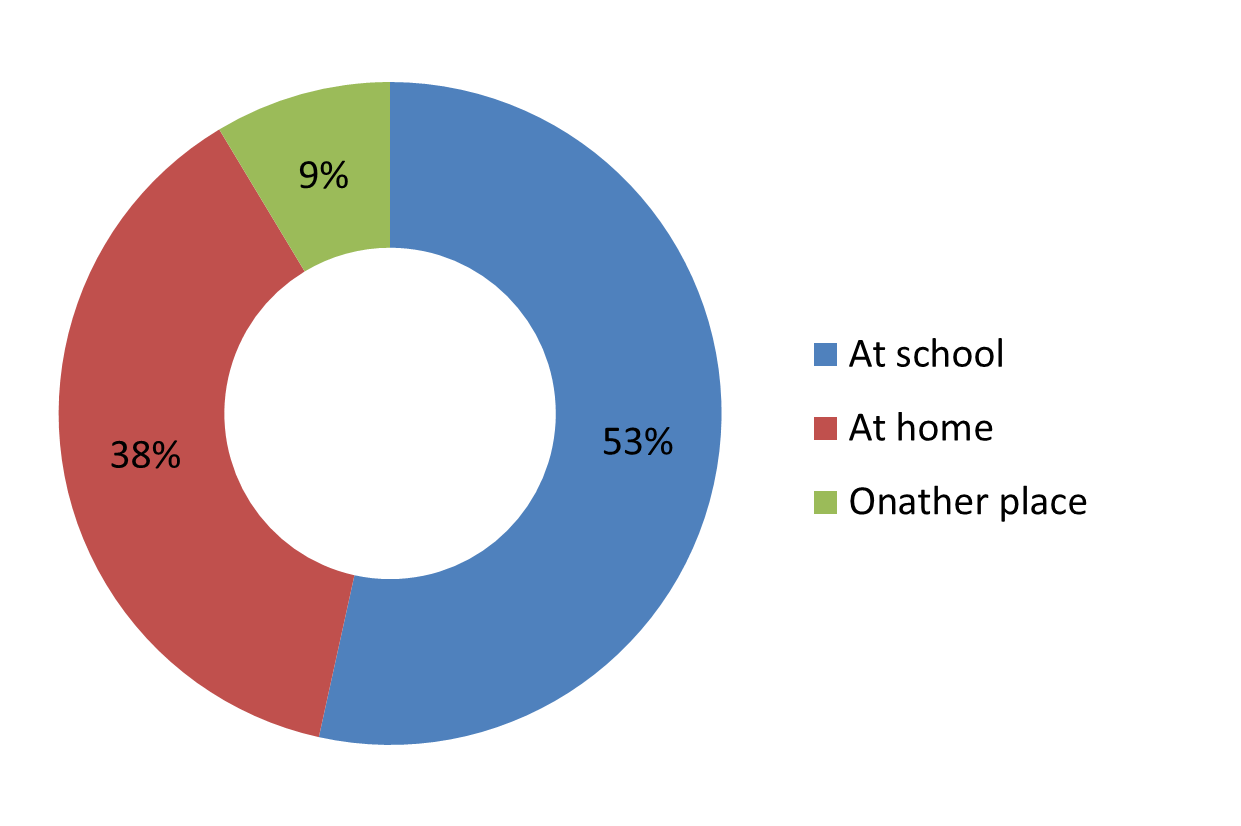 9%
38%
53%
At school
At home
Onather place